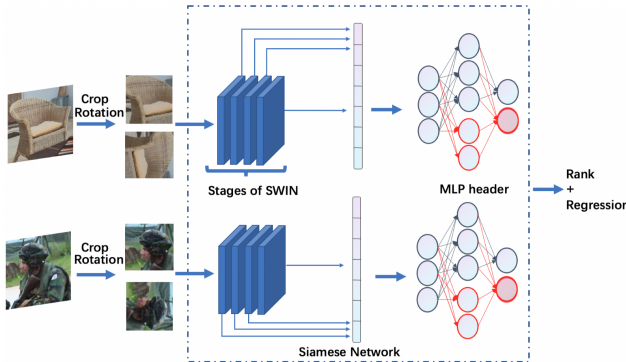 Crop
Rotation
Stages of SWIN
MLP header
Rank
+
Regression
Crop
Rotation
Siamese Network